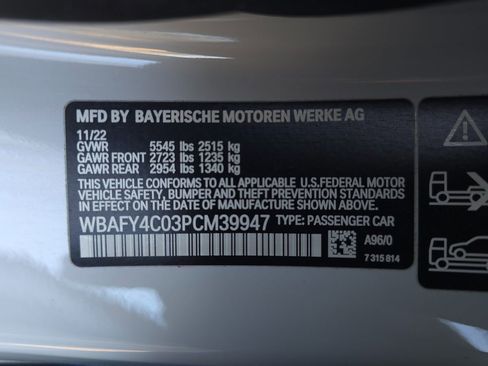 MFD BY BAYERISCHE MOTOREN WERKE AG
11/22
GVWR 5545 lbs 2515 kg
GAWR FRONT 2723 lbs 1235 kg
GAWR REAR 2954 lbs 1340 kg
THIS VEHICLE CONFORMS TO ALL APPLICABLE U.S.FEDERAL MOTOR
VEHICLE SAFETY, BUMPER AND THEFT PREVENTION STANDARDS
IN EFFECT ON THE DATE OF MANUFACTURE SHOWN ABOVE.
WBAFY4C03PCM39947 TYPE: PASSENGER CAR
A96/0
7 315 814